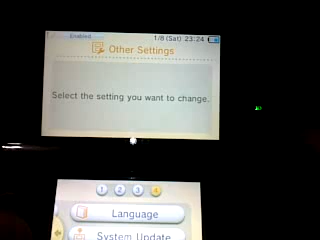 Enabled
1/8 (Sat) 23:24
Other Settings
Select the setting you want to change.
1 2 3 4
Language
System Update